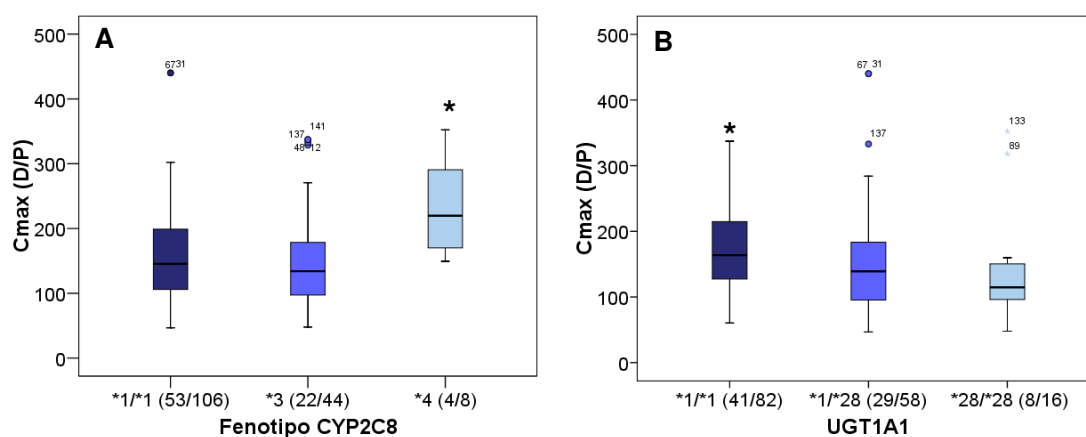 A
500
400
300
200
100
0
Cmax (D/P)
6731
137 141
48 12
*
*1/*1 (53/106) *3 (22/44) *4 (4/8)
Fenotipo CYP2C8
B
500
400
300
200
100
0
Cmax (D/P)
*
67 31
137
133
89
*1/*1 (41/82) *1/*28 (29/58) *28/*28 (8/16)
UGT1A1